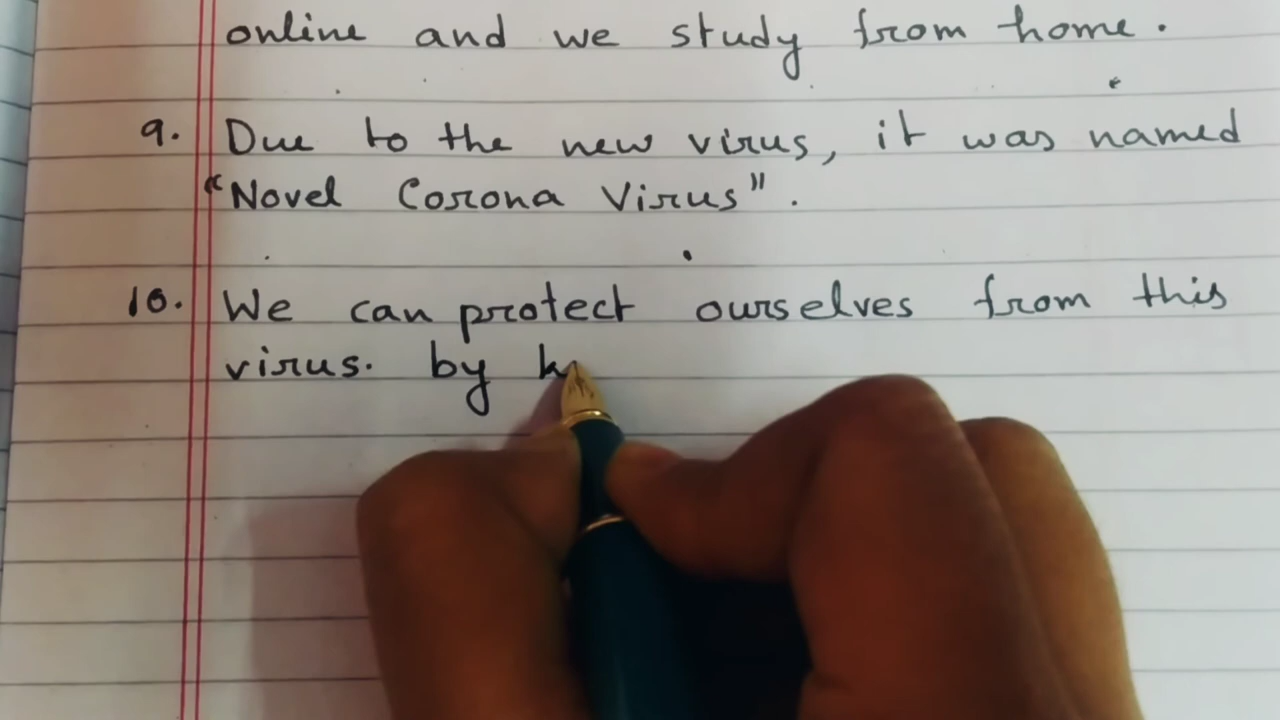 online and we study from home.
9. Due to the new virus, it was named
"Novel Corona Virus".
10. We can protect ourselves from this
virus. by